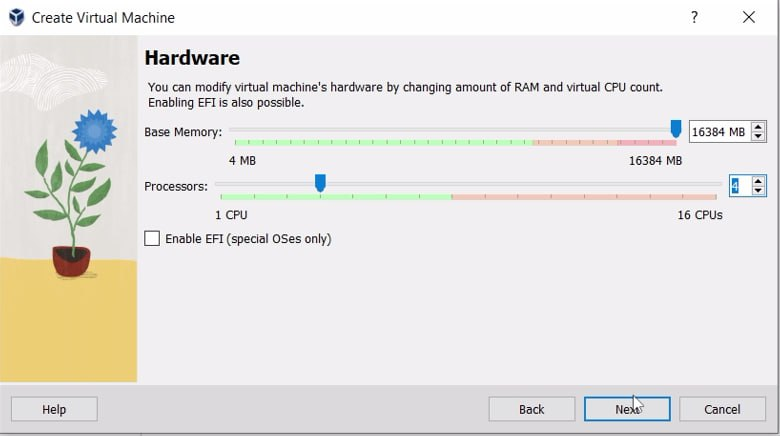 Create Virtual Machine
?
Hardware
You can modify virtual machine's hardware by changing amount of RAM and virtual CPU count.
Enabling EFI is also possible.
Base Memory:
16384 MB
4 MB
16384 MB
Processors:
4
1 CPU
16 CPUs
Enable EFI (special OSes only)
Help
Back
Next
Cancel